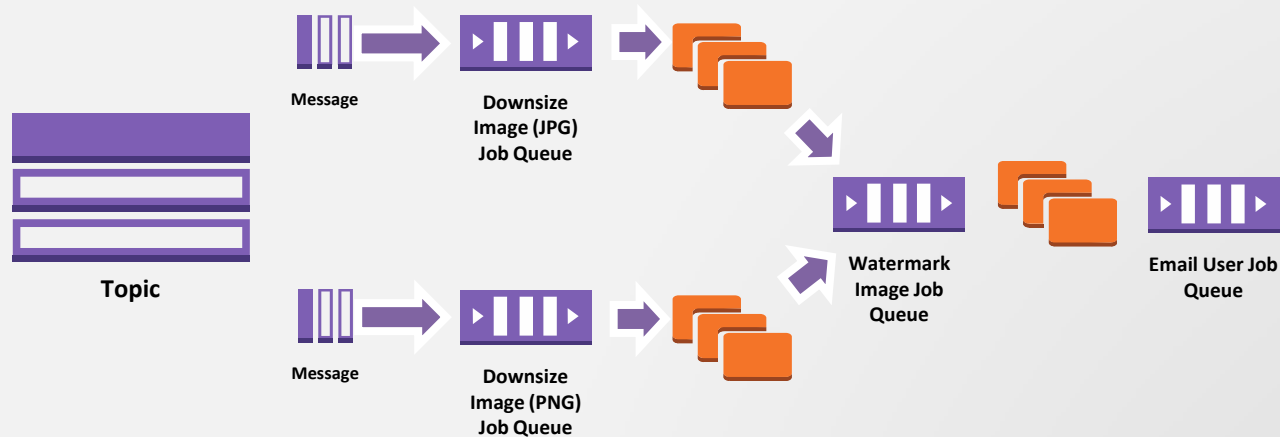 Topic
Message
Downsize
Image (JPG)
Job Queue
Message
Downsize
Image (PNG)
Job Queue
Watermark
Image Job
Queue
Email User Job
Queue